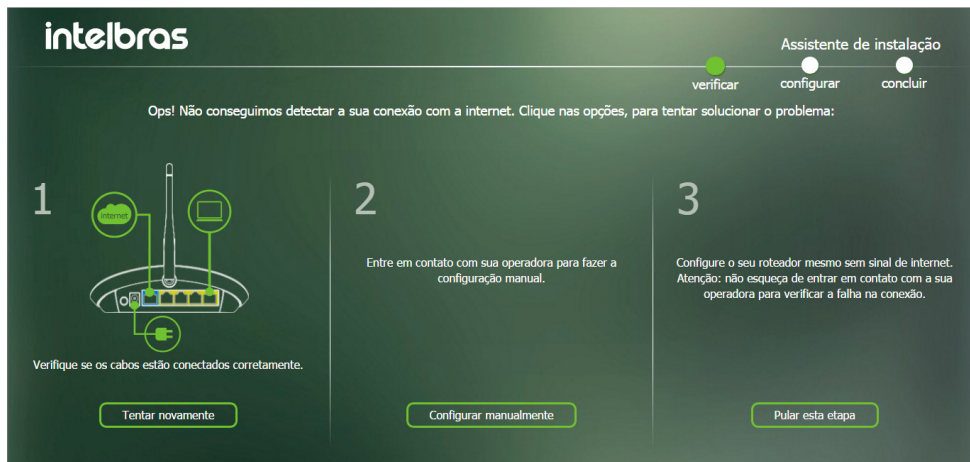 intelbras
Assistente de instalação
verificar
configurar
concluir
Ops! Não conseguimos detectar a sua conexão com a internet. Clique nas opções, para tentar solucionar o problema:
1
internet
Verifique se os cabos estão conectados corretamente.
Tentar novamente
2
Entre em contato com sua operadora para fazer a
configuração manual.
Configurar manualmente
3
Configure o seu roteador mesmo sem sinal de internet.
Atenção: não esqueça de entrar em contato com a sua
operadora para verificar a falha na conexão.
Pular esta etapa